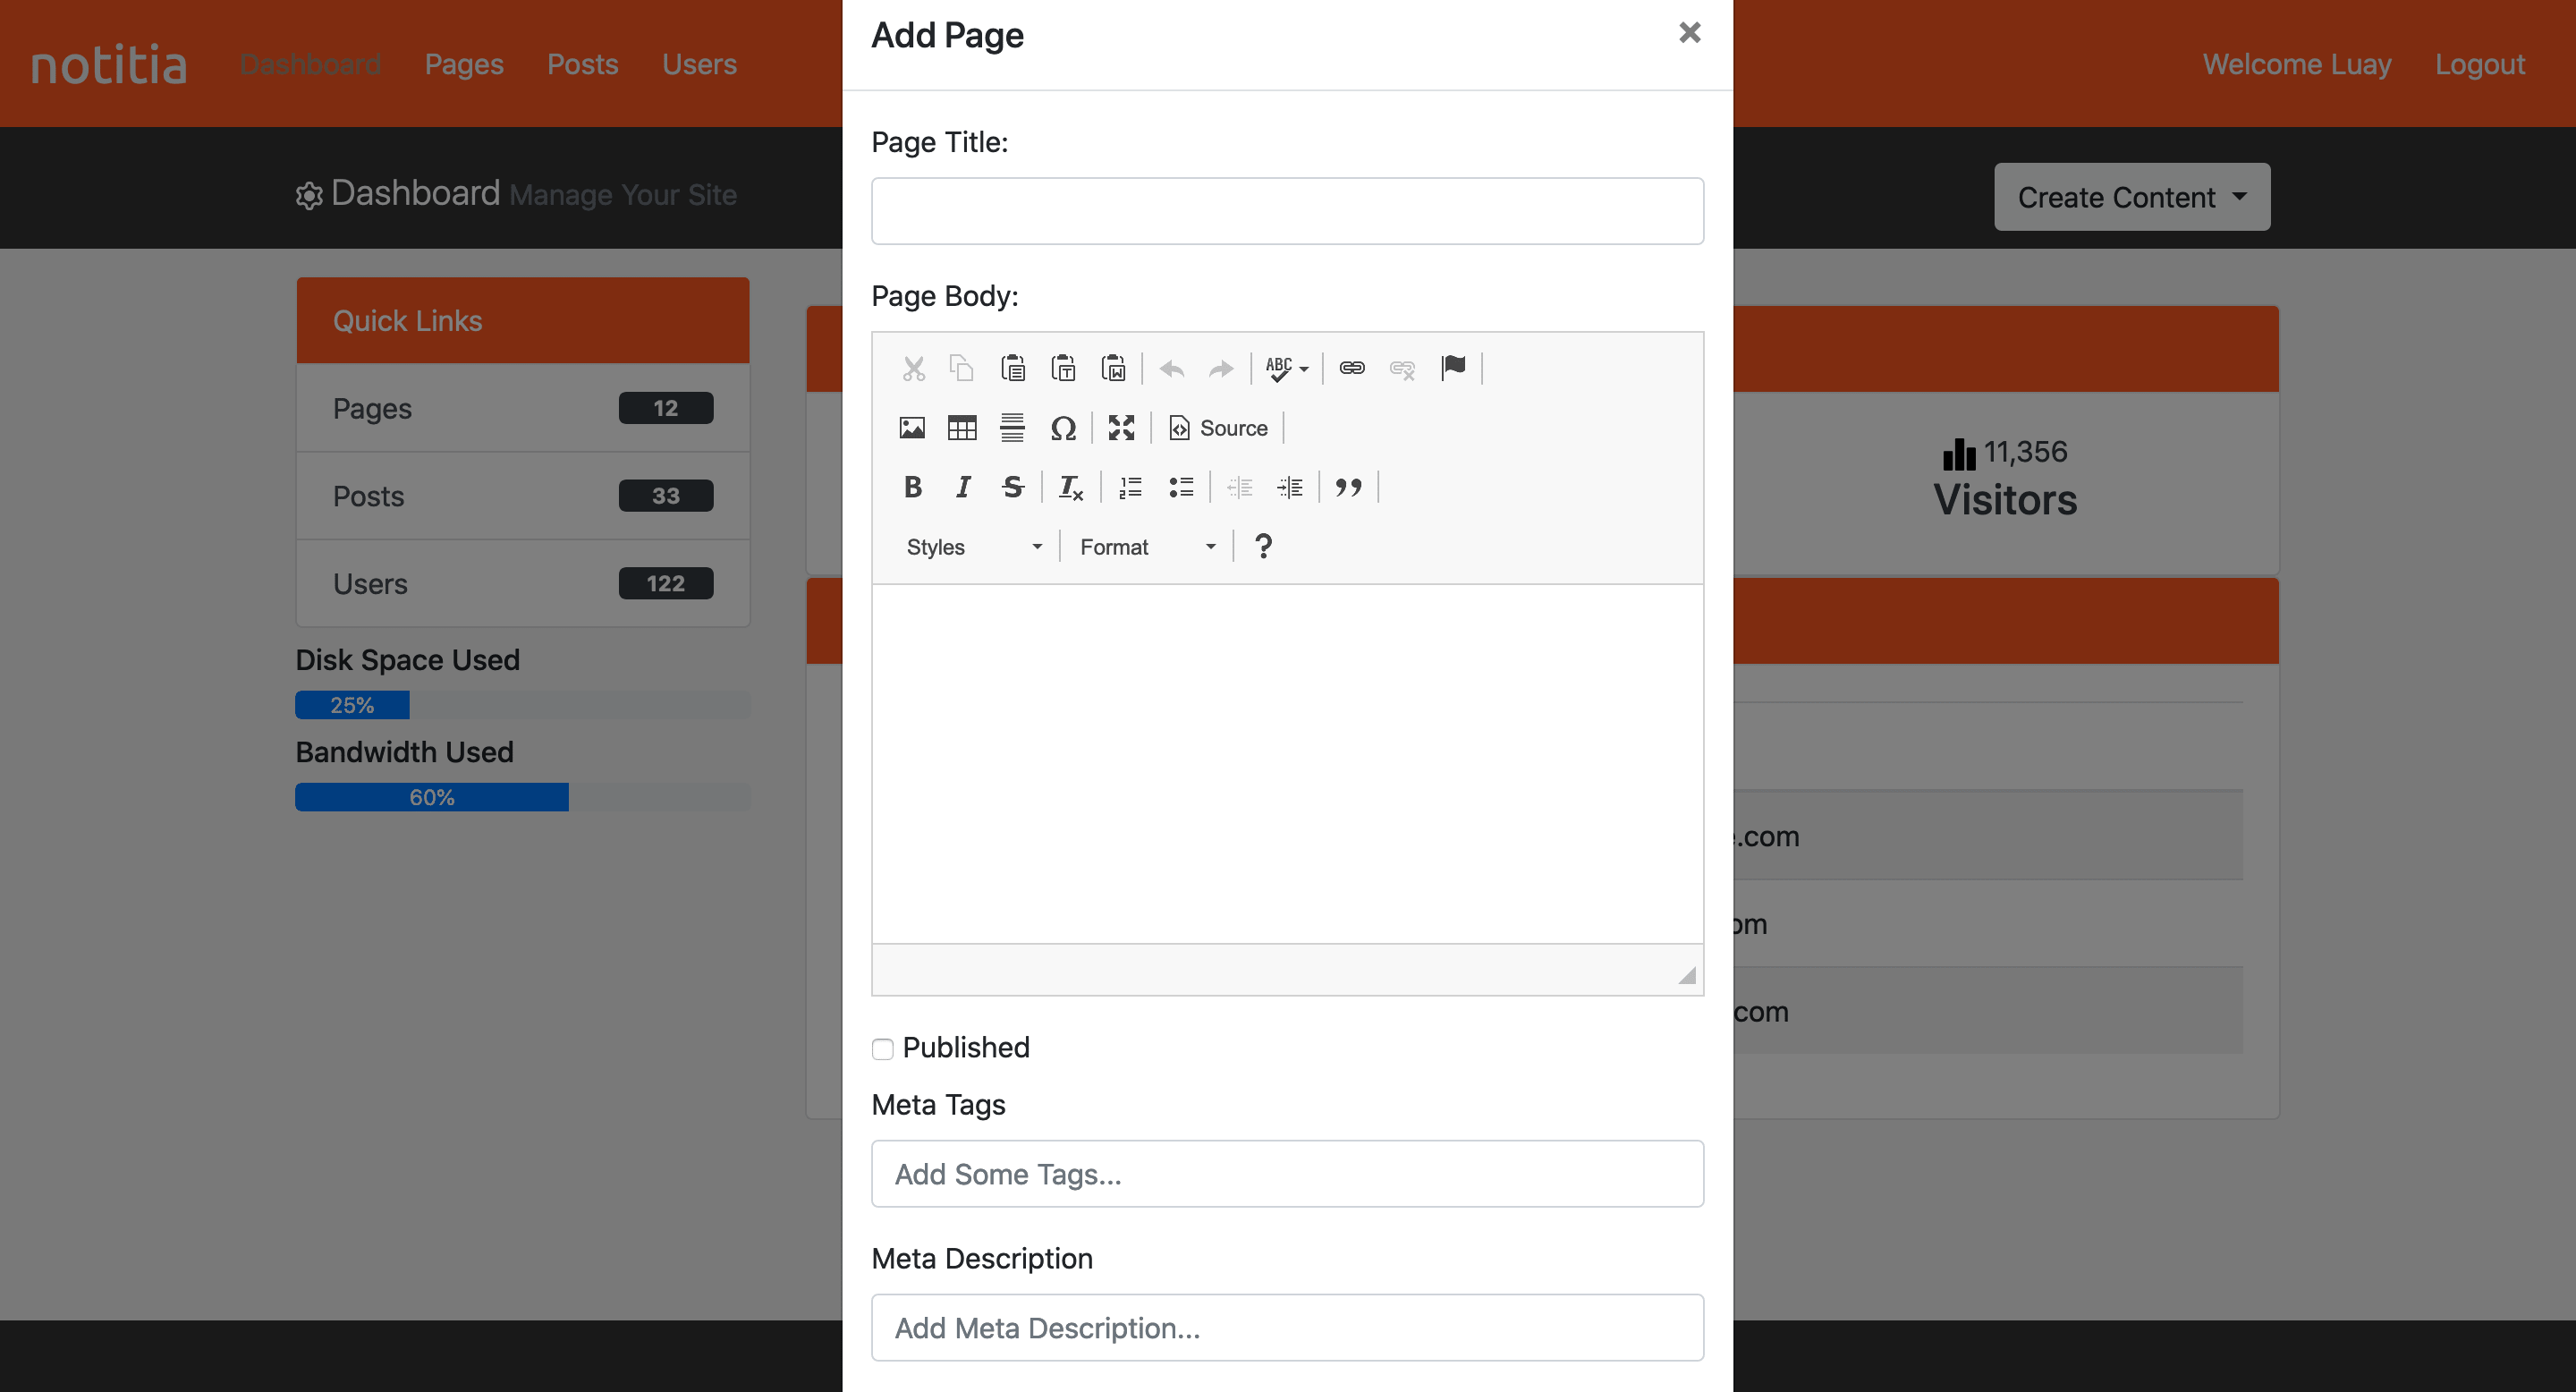 Add Page ×
notitia Dashboard Pages Posts Users Welcome Luay Logout
Dashboard Manage Your Site Create Content
Quick Links
Pages 12
Posts 33
Users 122
Disk Space Used
25%
Bandwidth Used
60%
Page Title:
Page Body:
ABC
Source
B I S Tx
Styles Format ?
Published
Meta Tags
Add Some Tags...
Meta Description
Add Meta Description...
11,356
Visitors
.com
om
com